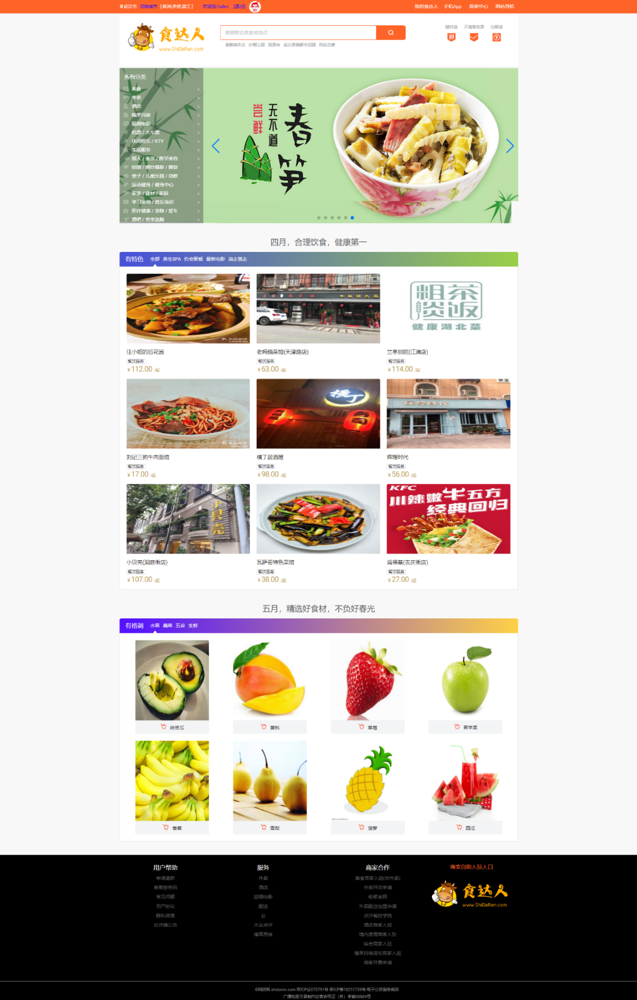 武汉市 切换城市 [ 新洲,孝感,潜江 ] 欢迎您,lsalen [退出]
我的食达人 手机App 商家中心 网站导航
食达人
www.ShiDaRen.com
搜索附近美食或地点
随时退 不满意免单 过期退
所有分类
美食
外卖
酒店
榛果民宿
猫眼电影
机票 / 火车票
休闲娱乐 / KTV
生活服务
丽人 / 美发 / 医学美容
结婚 / 婚纱摄影 / 婚宴
亲子 / 儿童乐园 / 幼教
运动健身 / 健身中心
家装 / 建材 / 家居
学习培训 / 音乐培训
医疗健康 / 宠物 / 爱车
酒吧 / 密室逃脱
尝鲜
无不道
春笋
四月，合理饮食，健康第一
有特色 全部 养生SPA 约会聚餐 最新电影 说走就走
粗茶淡饭
健康湖北菜
汪小姐的后花园
餐饮服务
¥ 112.00 /起
老妈烧菜馆(天津路店)
餐饮服务
¥ 63.00 /起
兰亭别院(江滩店)
餐饮服务
¥ 114.00 /起
横丁
刘记三狗牛肉面馆
餐饮服务
¥ 17.00 /起
横丁居酒屋
餐饮服务
¥ 98.00 /起
辉煌时代
餐饮服务
¥ 56.00 /起
小贝壳
KFC
川辣嫩牛五方
经典回归
小贝壳(洞庭街店)
餐饮服务
¥ 107.00 /起
瓦萨奇特色菜馆
餐饮服务
¥ 38.00 /起
肯德基(吉庆街店)
餐饮服务
¥ 27.00 /起
五月，精选好食材，不负好春光
有格调 水果 蔬菜 五谷 生鲜
哈密瓜
黄桃
草莓
青苹果
香蕉
雪梨
菠萝
西瓜
用户帮助
申请退款
查看券密码
常见问题
用户协议
隐私政策
反诈骗公告
服务
外卖
酒店
猫眼电影
配送
云
大众点评
榛果民宿
商家合作
美食商家入驻(非外卖)
外卖开店申请
收银官网
外卖配送加盟申请
点评餐饮学院
酒店商家入驻
境内度假商家入驻
综合商家入驻
榛果民宿房东商家入驻
商家开票申请
商家自助入驻入口
食达人
www.ShiDaRen.com
©网团购 shidaren.com 京ICP证070791号 京ICP备10211739号 电子公告服务规则
广播电视节目制作经营许可证（京）字第03889号